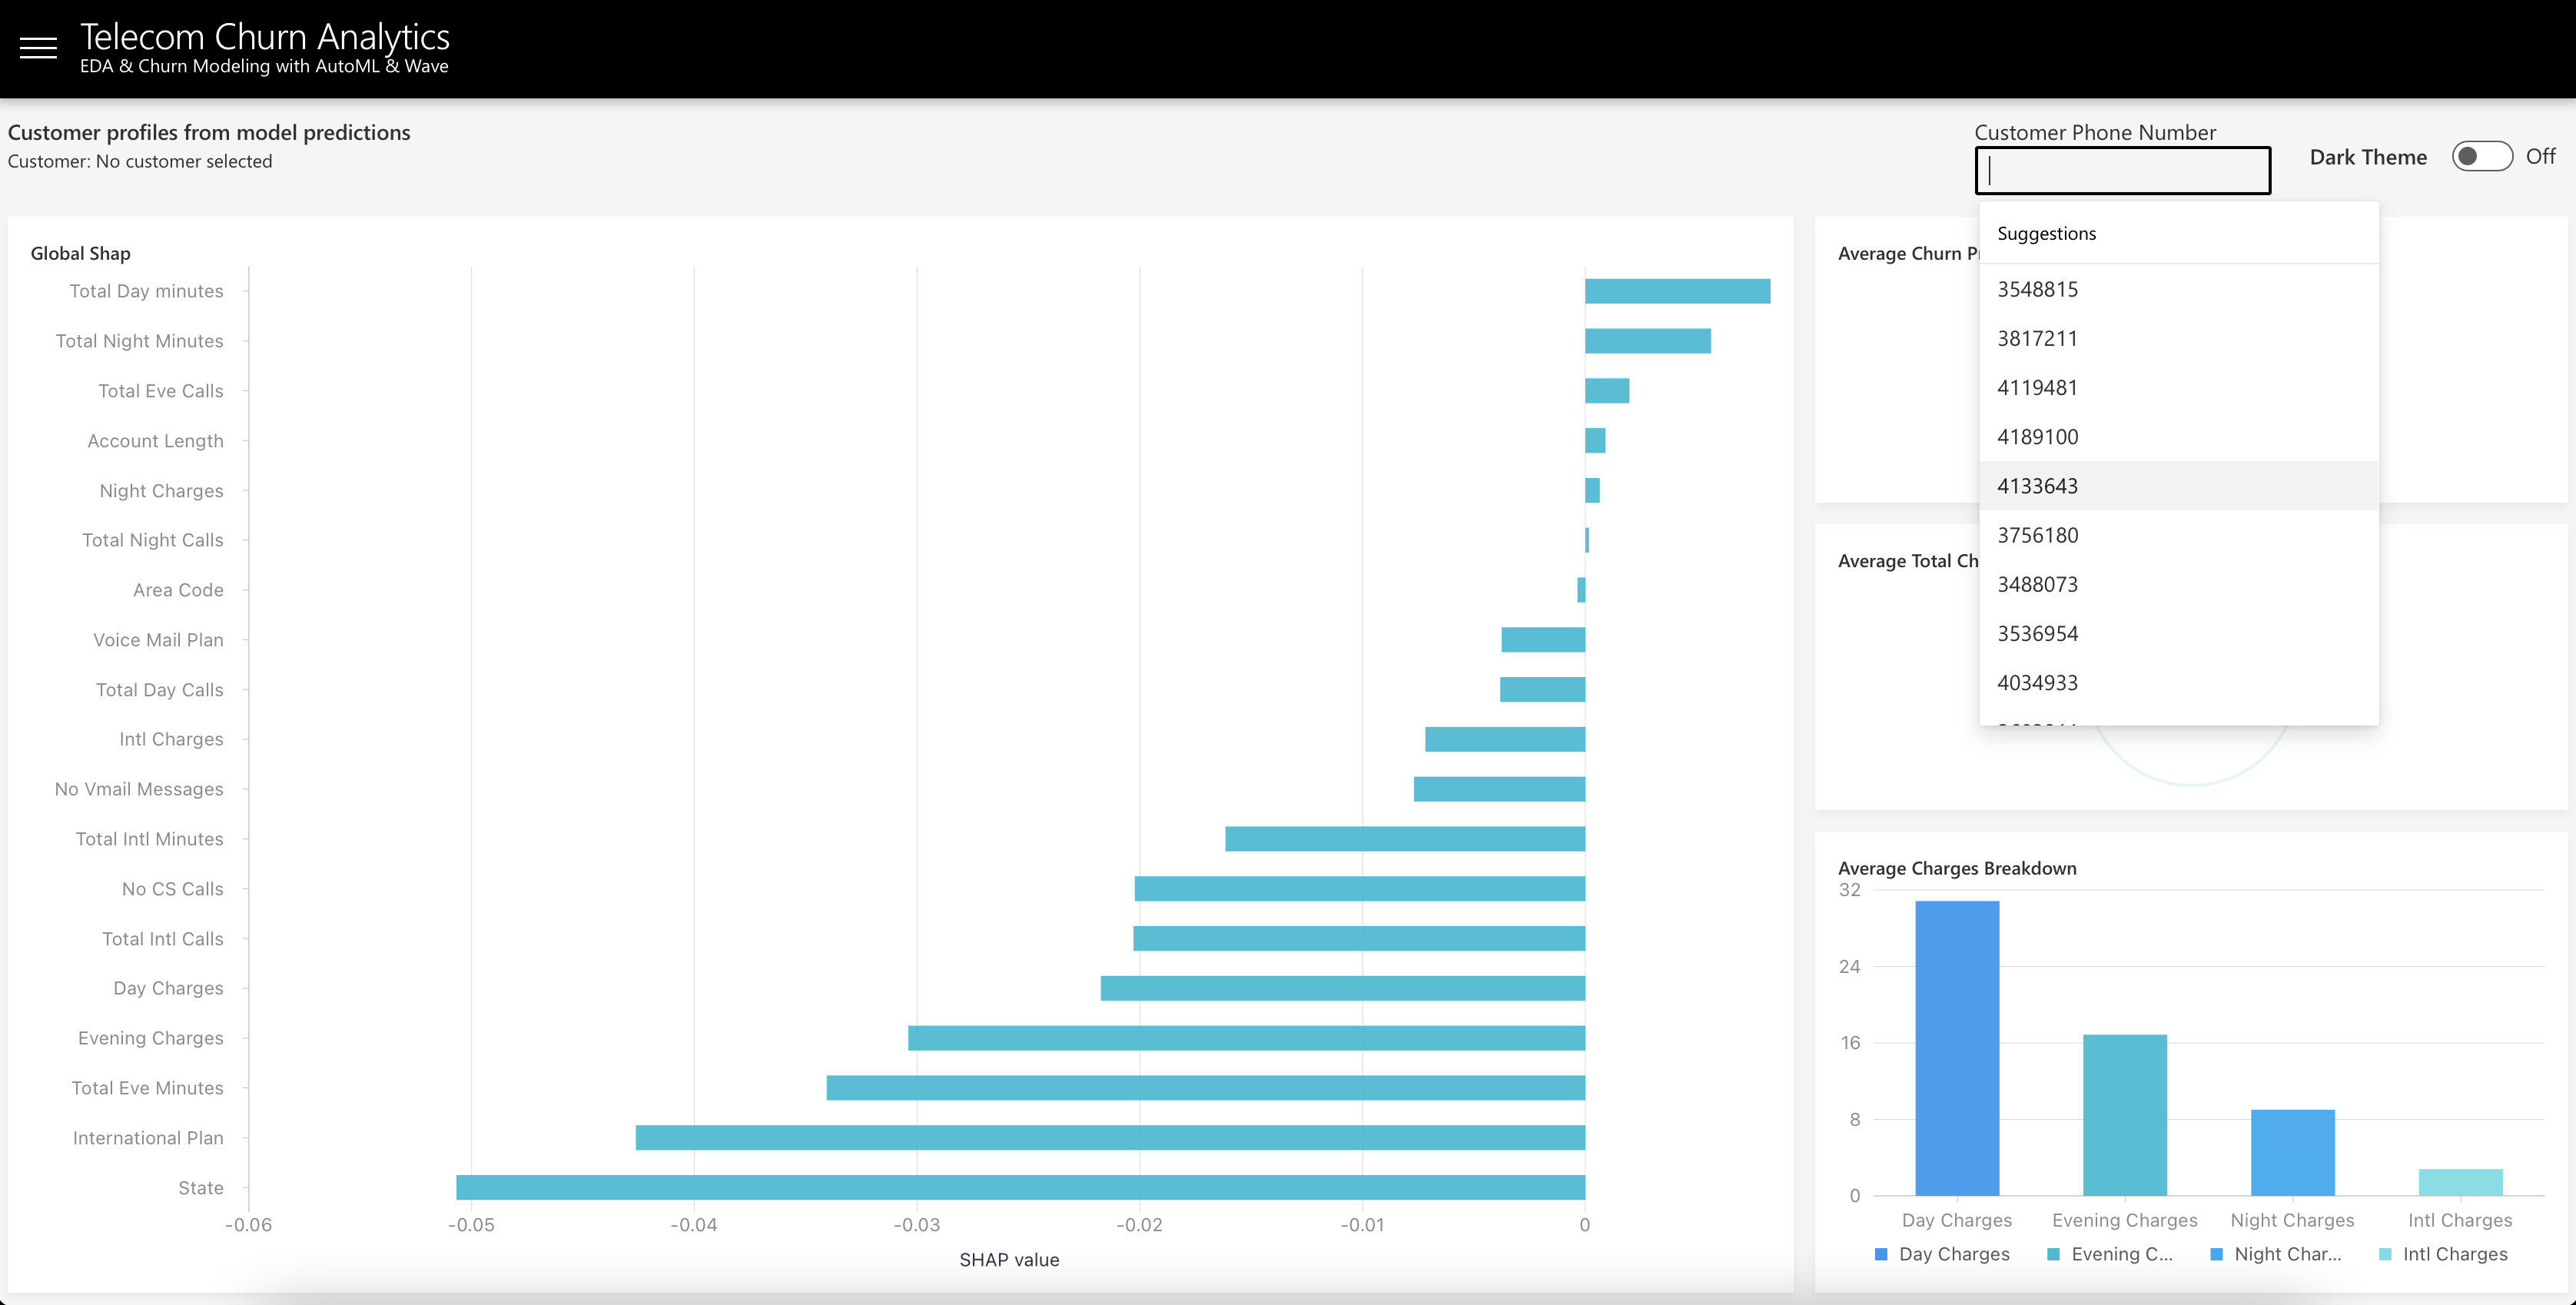 Telecom Churn Analytics
EDA & Churn Modeling with AutoML & Wave
Customer profiles from model predictions
Customer: No customer selected
Customer Phone Number
Dark Theme
Off
Suggestions
3548815
3817211
4119481
4189100
4133643
3756180
3488073
3536954
4034933
Global Shap
Total Day minutes
Total Night Minutes
Total Eve Calls
Account Length
Night Charges
Total Night Calls
Area Code
Voice Mail Plan
Total Day Calls
Intl Charges
No Vmail Messages
Total Intl Minutes
No CS Calls
Total Intl Calls
Day Charges
Evening Charges
Total Eve Minutes
International Plan
State
-0.06 -0.05 -0.04 -0.03 -0.02 -0.01 0
SHAP value
Average Churn
Average Total
Average Charges Breakdown
32
24
16
8
0
Day Charges Evening Charges Night Charges Intl Charges
Day Charges Evening C... Night Char... Intl Charges